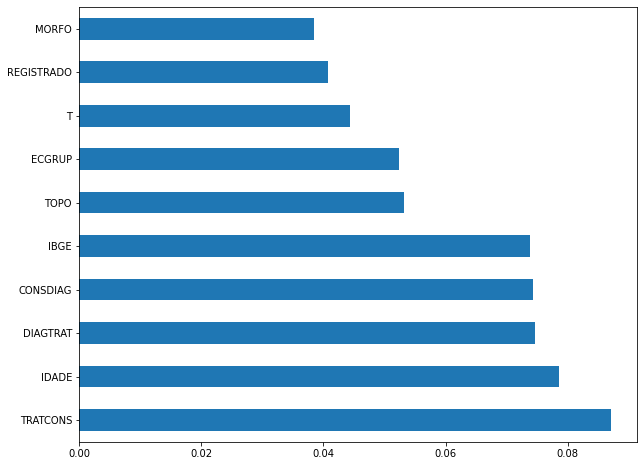 MORFO
REGISTRADO
T
ECGRUP
TOPO
IBGE
CONSDIAG
DIAGTRAT
IDADE
TRATCONS
0.00 0.02 0.04 0.06 0.08